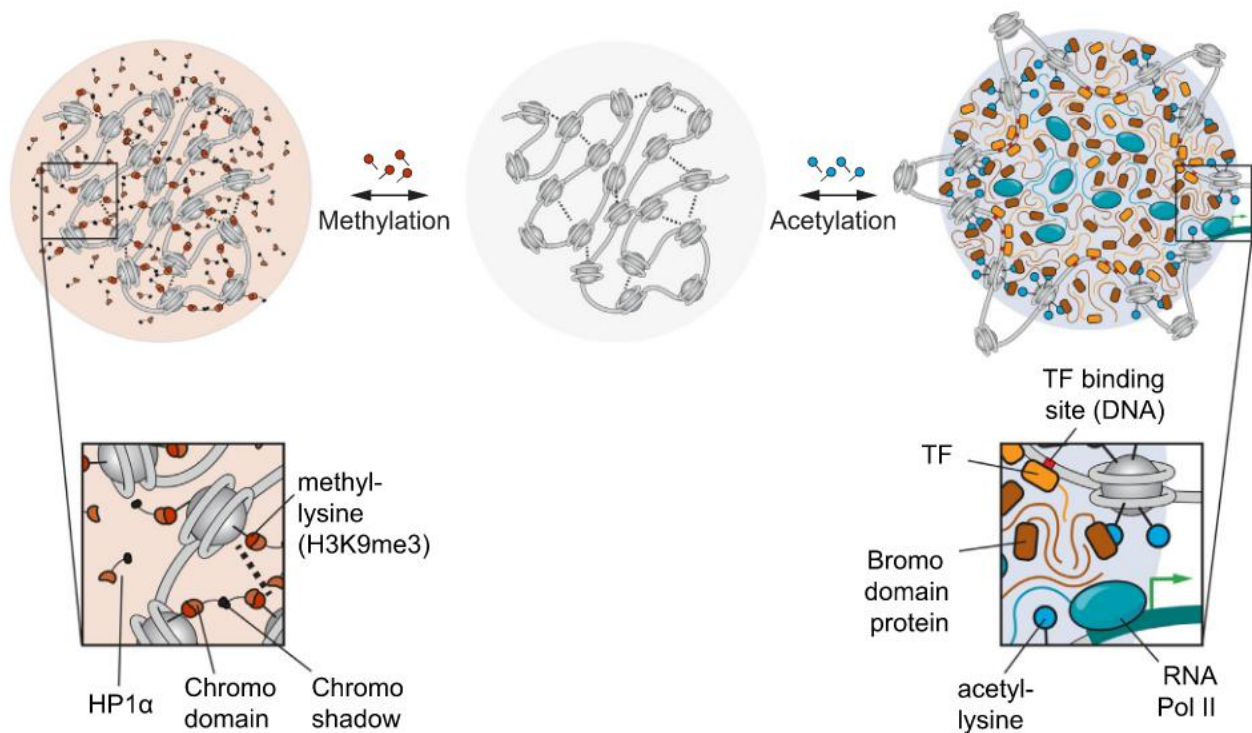 Methylation
Acetylation
methyl-
lysine
(H3K9me3)
HP1α
Chromo
domain
Chromo
shadow
TF binding
site (DNA)
TF
Bromo
domain
protein
acetyl-
lysine
RNA
Pol II